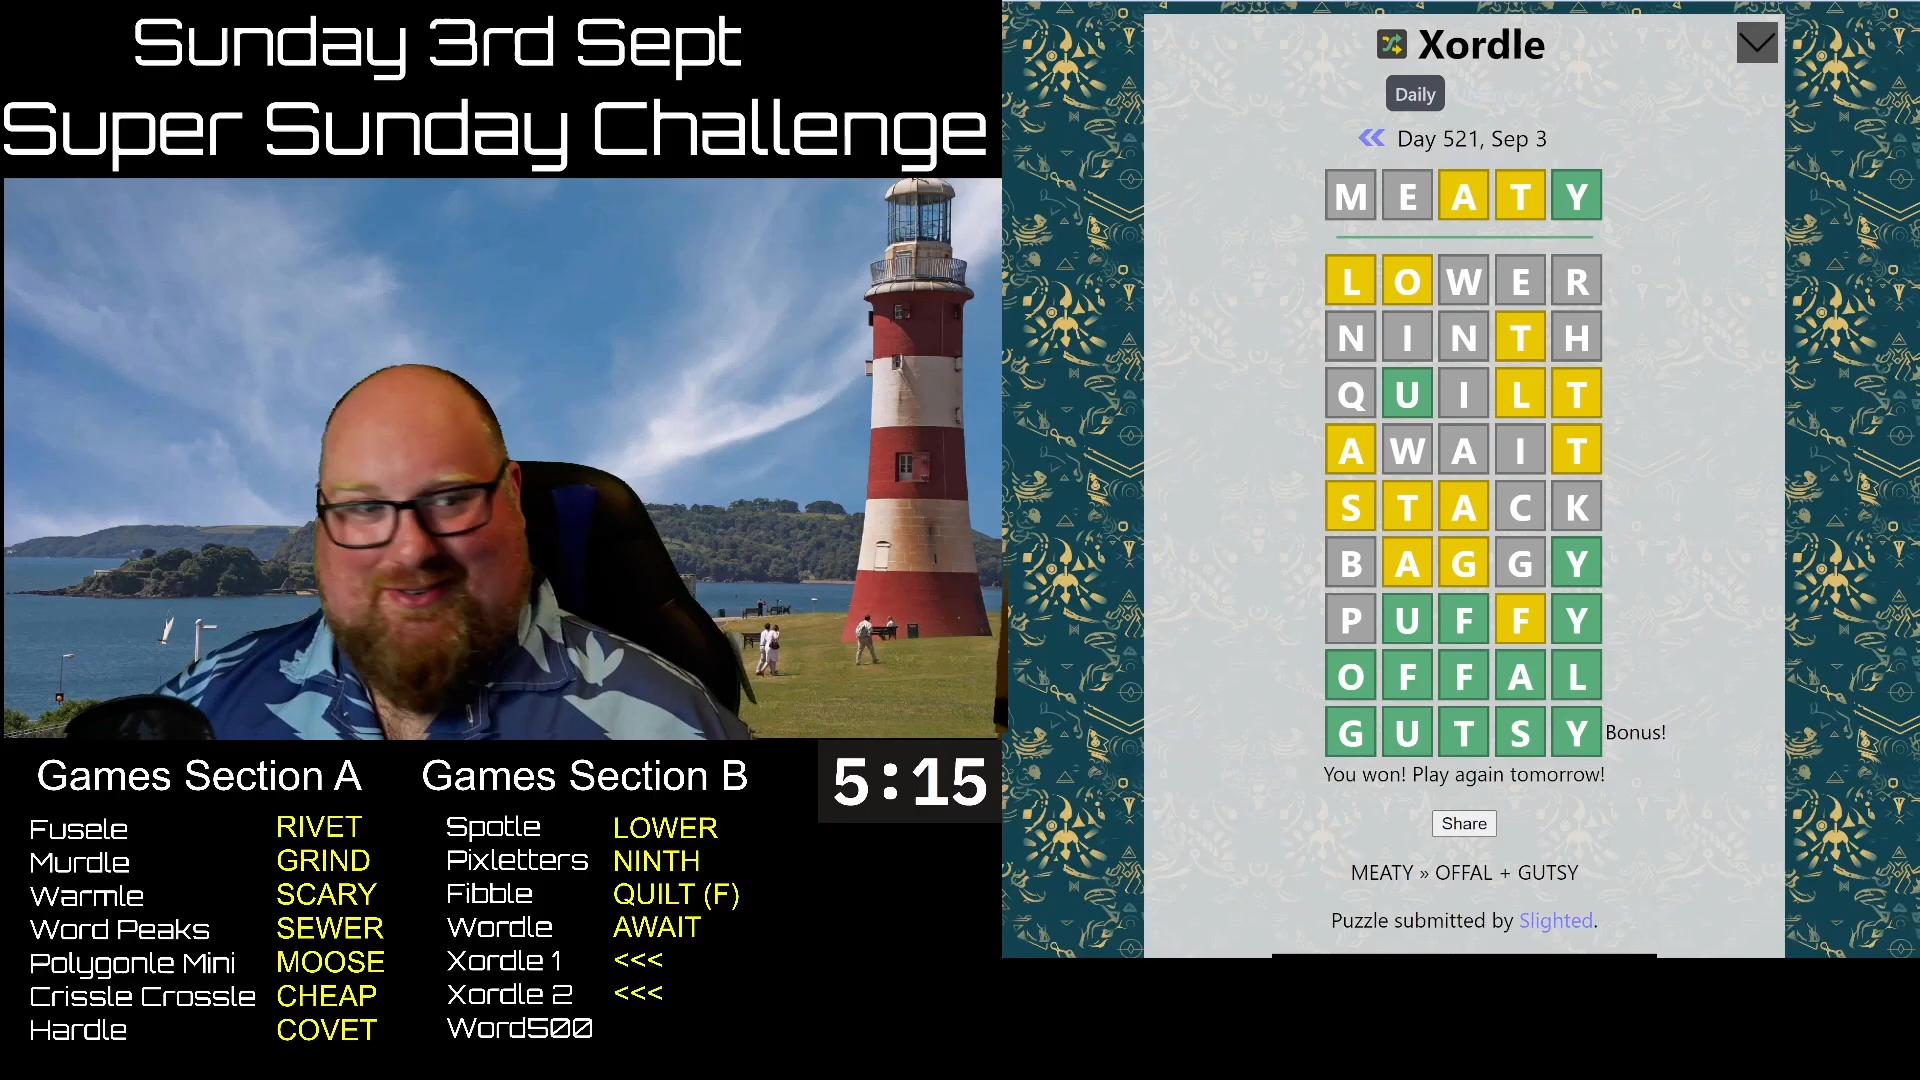 Sunday 3rd Sept
Super Sunday Challenge
Xordle
Daily
« Day 521, Sep 3
MEATY
LOWER
NINTH
QUILT
AWAIT
STACK
BAGGY
PUFFY
OFFAL
GUTSY Bonus!
You won! Play again tomorrow!
Share
MEATY » OFFAL + GUTSY
Puzzle submitted by Slighted.
Games Section A
Fusele RIVET
Murdle GRIND
Warmle SCARY
Word Peaks SEWER
Polygonle Mini MOOSE
Crissle Crossle CHEAP
Hardle COVET
Games Section B
Spotle LOWER
Pixletters NINTH
Fibble QUILT (F)
Wordle AWAIT
Xordle 1 <<<
Xordle 2 <<<
Word500
5:15